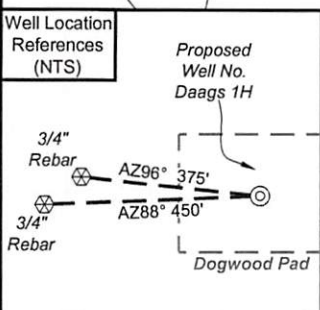 Well Location
References
(NTS)
Proposed
Well No.
Daags 1H
3/4"
Rebar
AZ96° 375'
AZ88° 450'
3/4"
Rebar
Dogwood Pad